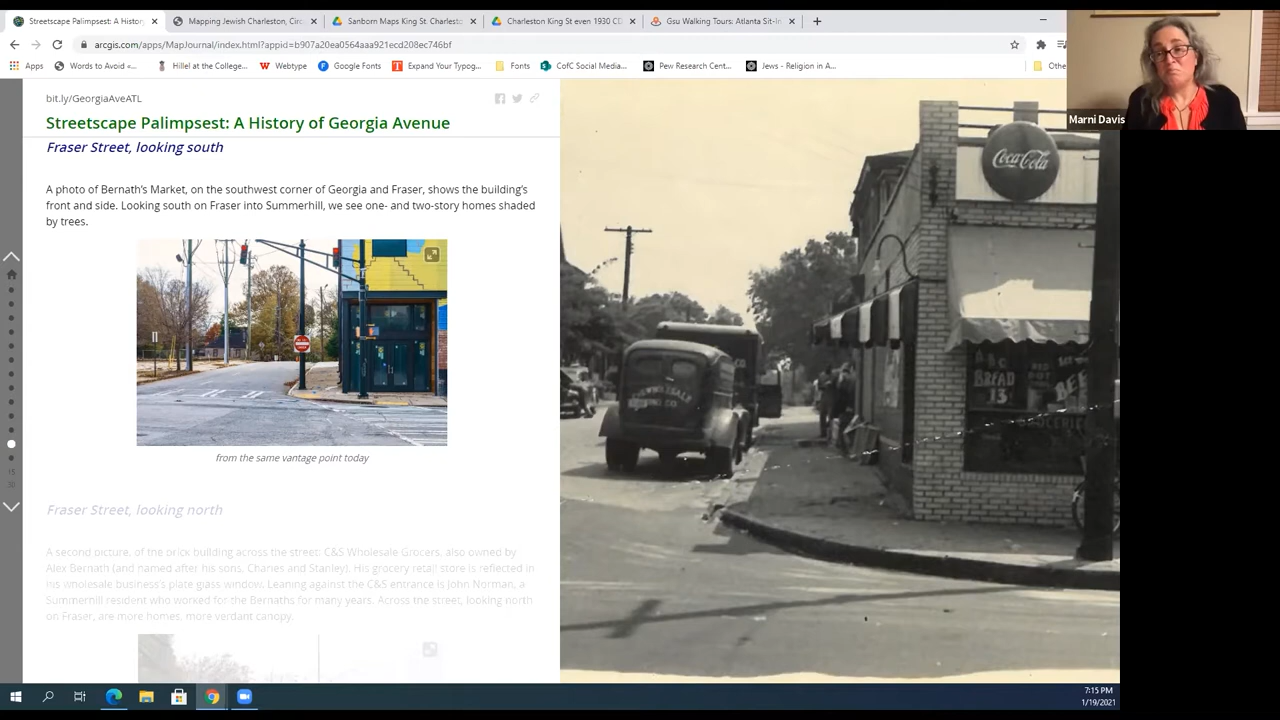 Streetscape Palimpsest: A Histor
Mapping Jewish Charleston, Circ
Sanborn Maps King St. Charlesto
Charleston King St even 1930 CD
Gsu Walking Tours: Atlanta Sit-In
arcgis.com/apps/MapJournal/index.html?appid=b907a20ea0564aaa921ecd208ec746bf
Apps
Words to Avoid «...
Hillel at the College...
Webtype
Google Fonts
Expand Your Typog...
Fonts
CofC Social Media...
Pew Research Cent...
Jews - Religion in A...
Othe
Marni Davis
bit.ly/GeorgiaAveATL
Streetscape Palimpsest: A History of Georgia Avenue
Fraser Street, looking south
A photo of Bernath's Market, on the southwest corner of Georgia and Fraser, shows the building's
front and side. Looking south on Fraser into Summerhill, we see one- and two-story homes shaded
by trees.
from the same vantage point today
Fraser Street, looking north
A second picture, of the brick building across the street: C&S Wholesale Grocers, also owned by
Alex Bernath (and named after his sons, Charles and Stanley). His grocery retail store is reflected in
his wholesale business's plate glass window. Leaning against the C&S entrance is John Norman, a
Summerhill resident who worked for the Bernaths for many years. Across the street, looking north
on Fraser, are more homes, more verdant canopy.
Coca-Cola
WHOLESALE
BREAD
13
GROCERIES
7:15 PM
1/19/2021